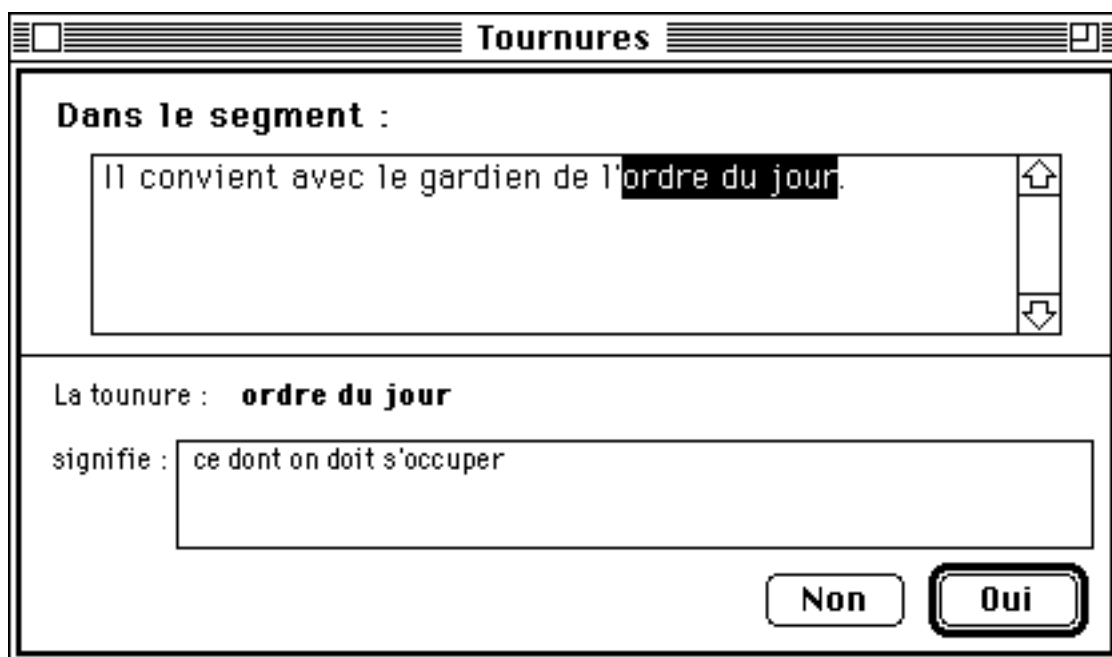 Tournures
Dans le segment :
Il convient avec le gardien de l'ordre du jour.
La tounure : ordre du jour
signifie : ce dont on doit s'occuper
Non Oui